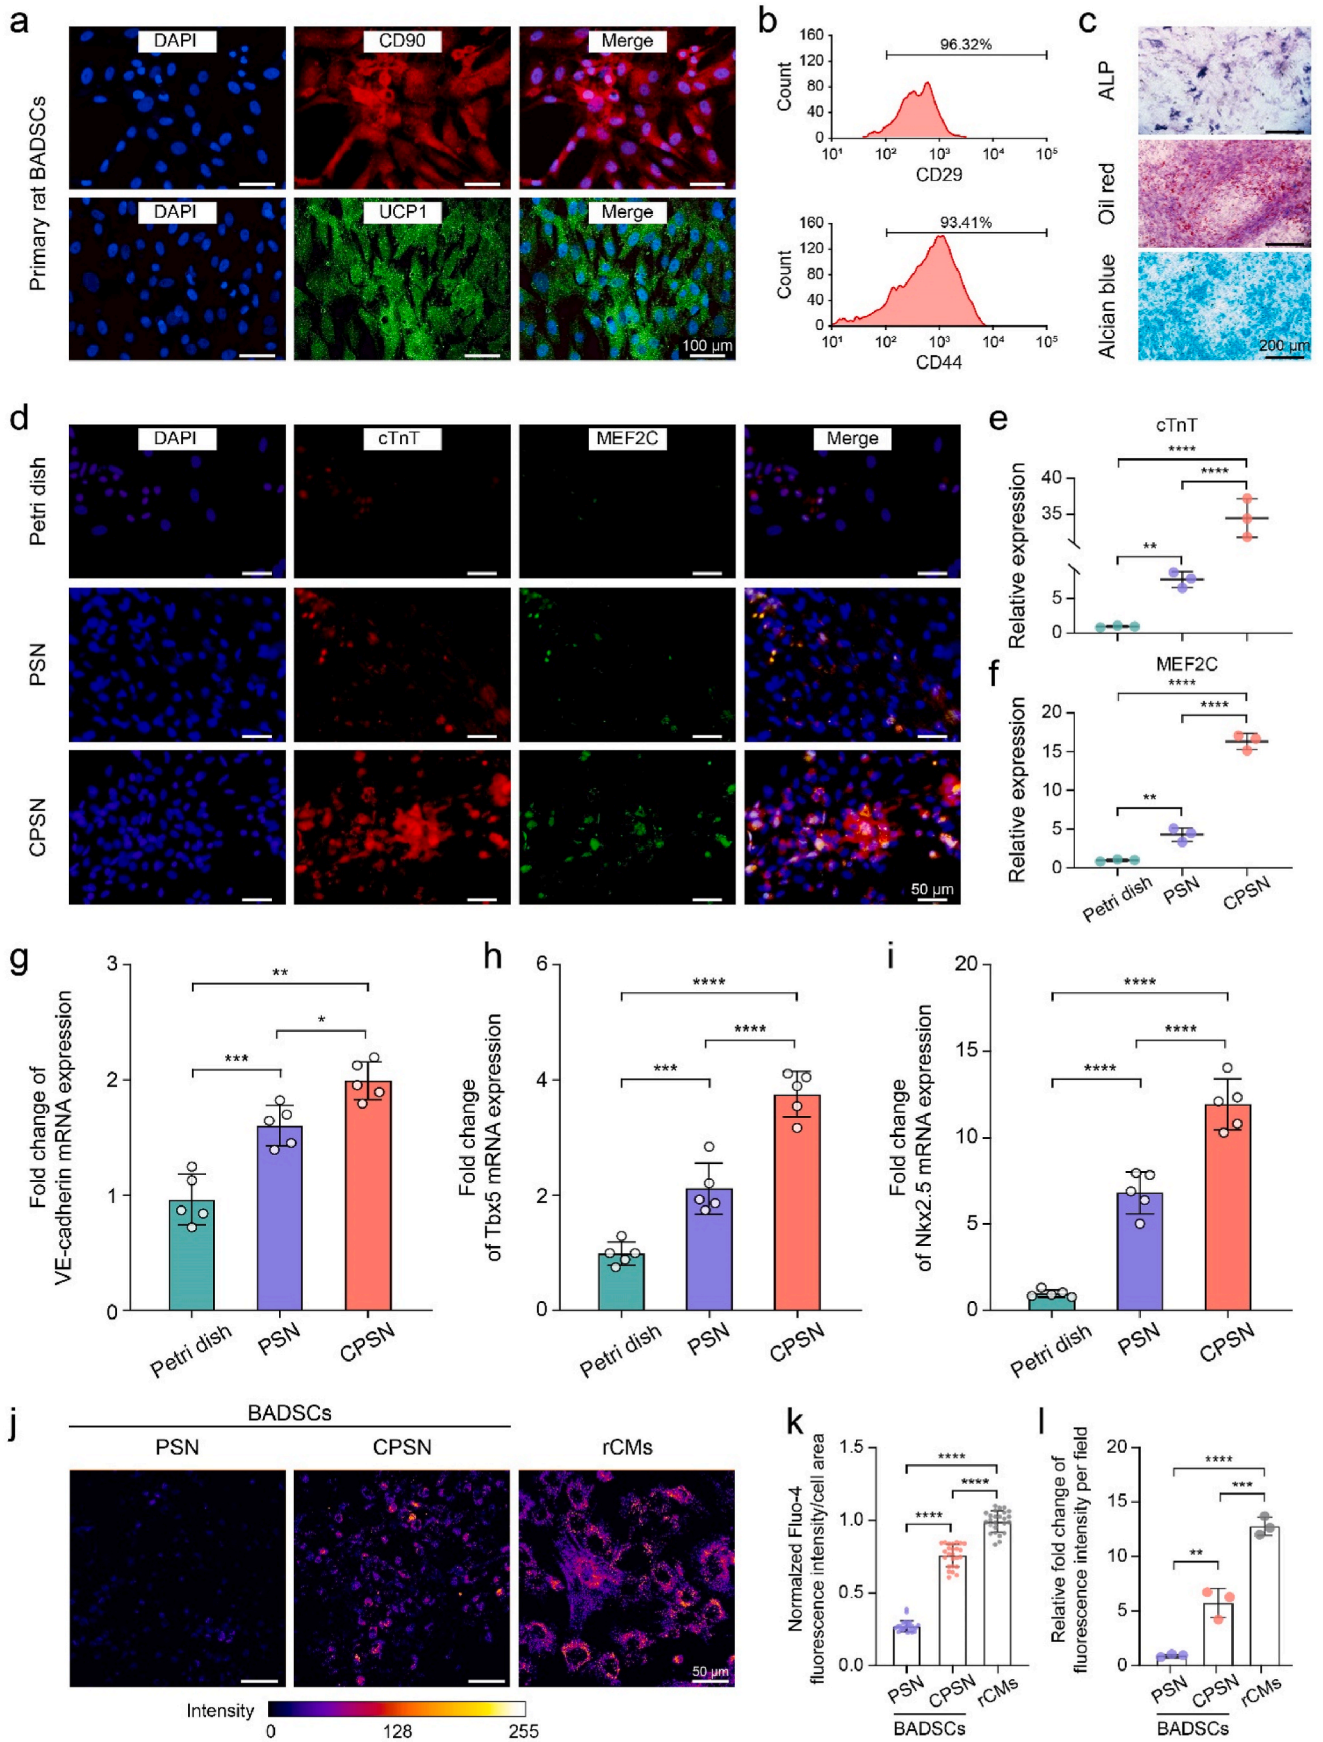 a
DAPI
CD90
Merge
Primary rat BADSCs
DAPI
UCP1
Merge
100 µm
b
160
120
80
40
0
Count
96.32%
10¹
10²
10³
10⁴
10⁵
CD29
160
120
80
40
0
Count
93.41%
10¹
10²
10³
10⁴
10⁵
CD44
c
ALP
Oil red
Alcian blue
200 µm
d
DAPI
cTnT
MEF2C
Merge
Petri dish
PSN
CPSN
50 µm
e
cTnT
Relative expression
40
35
5
0
****
****
**
f
MEF2C
Relative expression
20
15
10
5
0
****
****
**
Petri dish
PSN
CPSN
g
Fold change of
VE-cadherin mRNA expression
3
2
1
0
**
*
***
Petri dish
PSN
CPSN
h
Fold change
of Tbx5 mRNA expression
6
4
2
0
****
****
***
Petri dish
PSN
CPSN
i
Fold change
of Nkx2.5 mRNA expression
20
15
10
5
0
****
****
****
Petri dish
PSN
CPSN
j
BADSCs
PSN
CPSN
rCMs
50 µm
Intensity
0
128
255
k
Normalzed Fluo-4
fluorescence intensity/cell area
1.5
1.0
0.5
0.0
****
****
****
PSN
CPSN
rCMs
BADSCs
l
Relative fold change of
fluorescence intensity per field
20
15
10
5
0
****
***
**
PSN
CPSN
rCMs
BADSCs